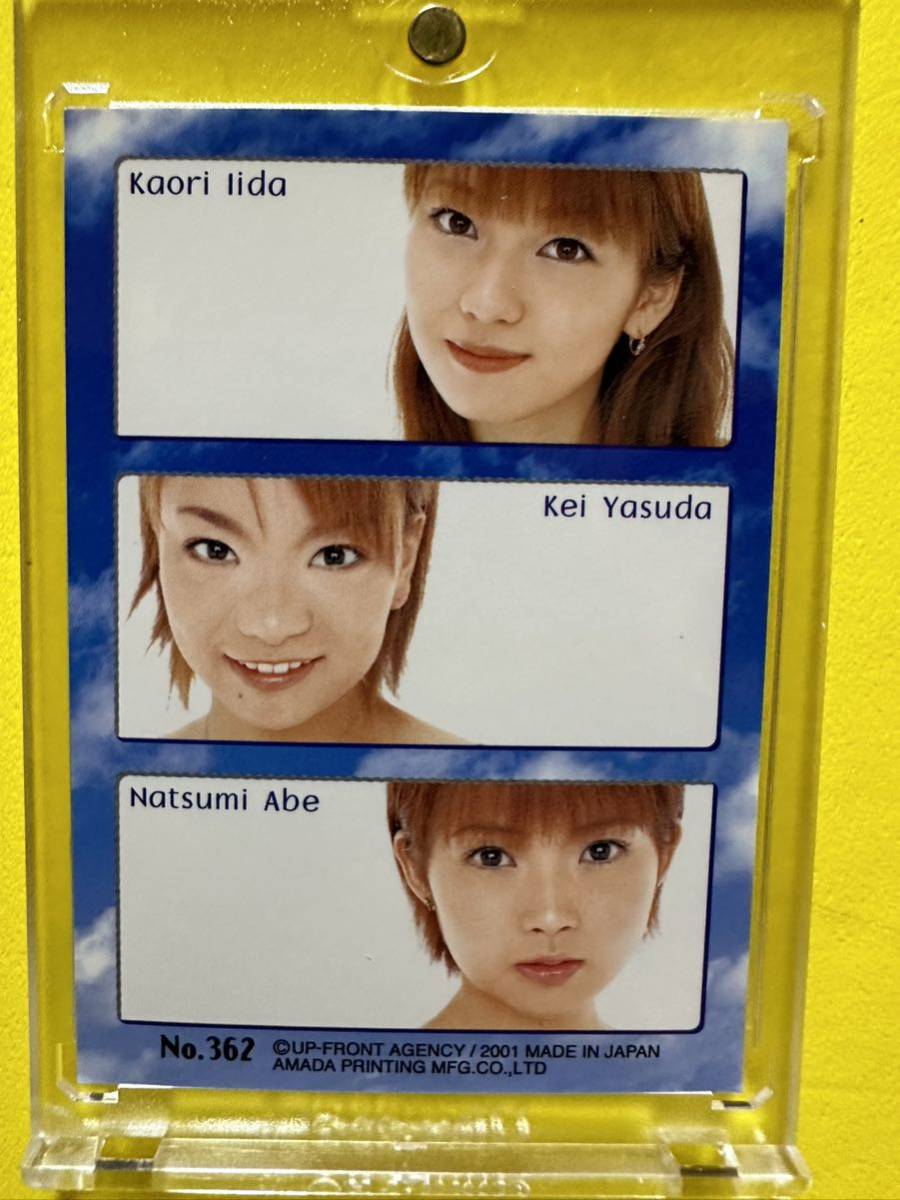 Kaori Iida
Kei Yasuda
Natsumi Abe
No.362
©UP-FRONT AGENCY / 2001 MADE IN JAPAN
AMADA PRINTING MFG.CO.,LTD